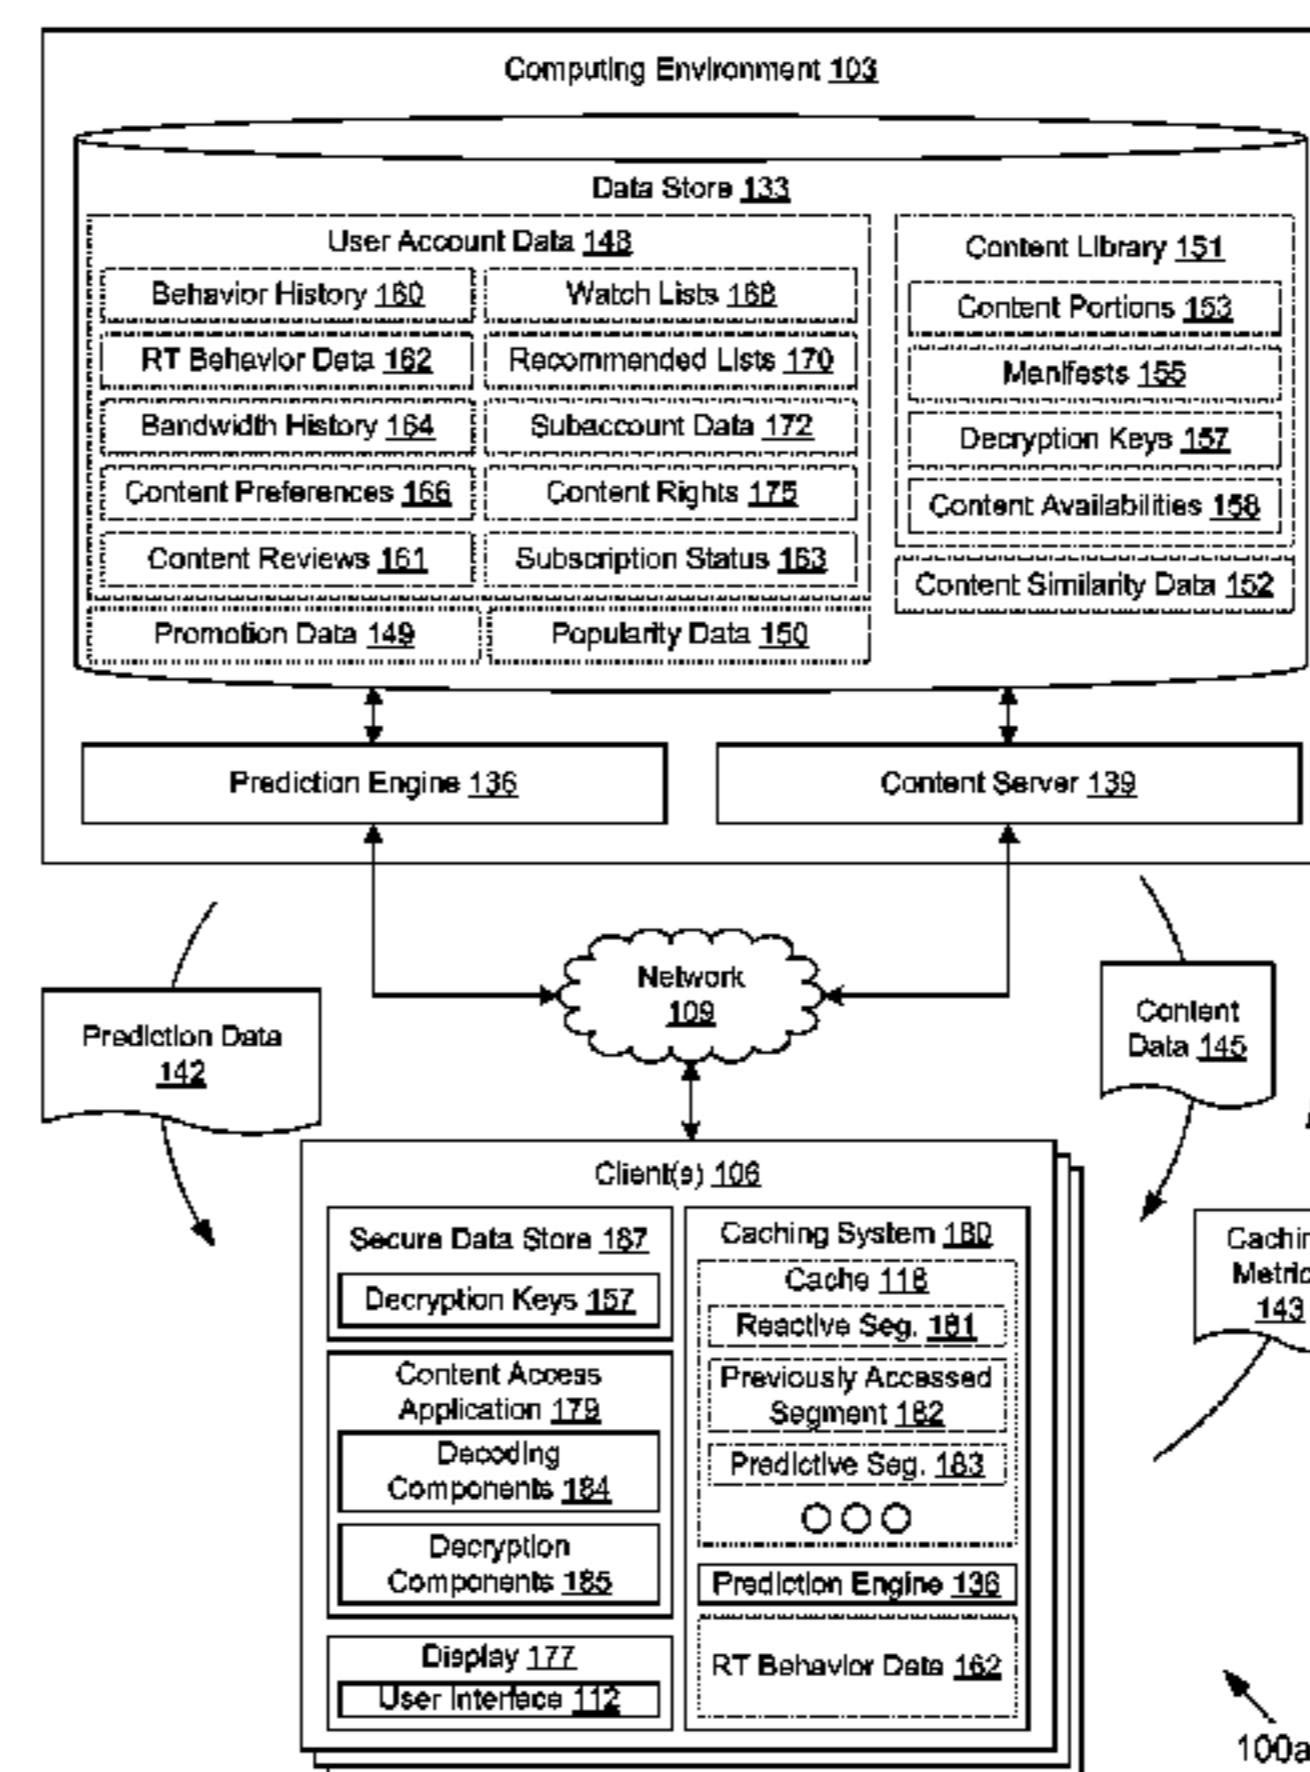 Computing Environment 103
Data Store 133
User Account Data 148
Behavior History 160
Watch Lists 168
RT Behavior Data 162
Recommended Lists 170
Bandwidth History 164
Subaccount Data 172
Content Preferences 166
Content Rights 175
Content Reviews 161
Subscription Status 163
Promotion Data 149
Popularity Data 150
Content Library 151
Content Portions 153
Manifests 155
Decryption Keys 157
Content Availabilities 158
Content Similarity Data 152
Prediction Engine 136
Content Server 139
Network
109
Prediction Data
142
Content
Data 145
Client(s) 106
Secure Data Store 187
Decryption Keys 157
Content Access
Application 179
Decoding
Components 184
Decryption
Components 185
Display 177
User Interface 112
Caching System 180
Cache 118
Reactive Seg. 181
Previously Accessed
Segment 182
Predictive Seg. 183
Prediction Engine 136
RT Behavior Data 162
Cachin
Metric
143
100a